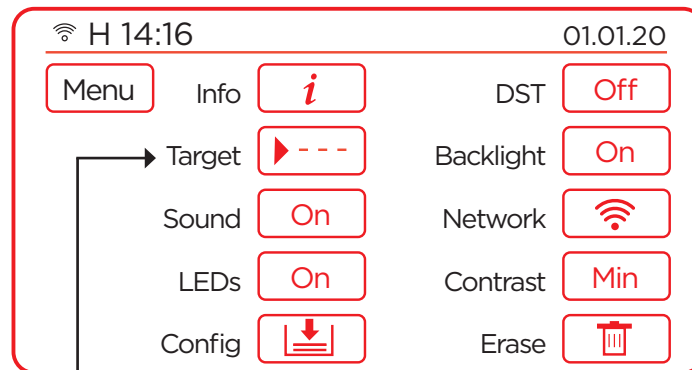 H 14:16 01.01.20
Menu Info i DST Off
Target - - - Backlight On
Sound On Network
LEDs On Contrast Min
Config Erase